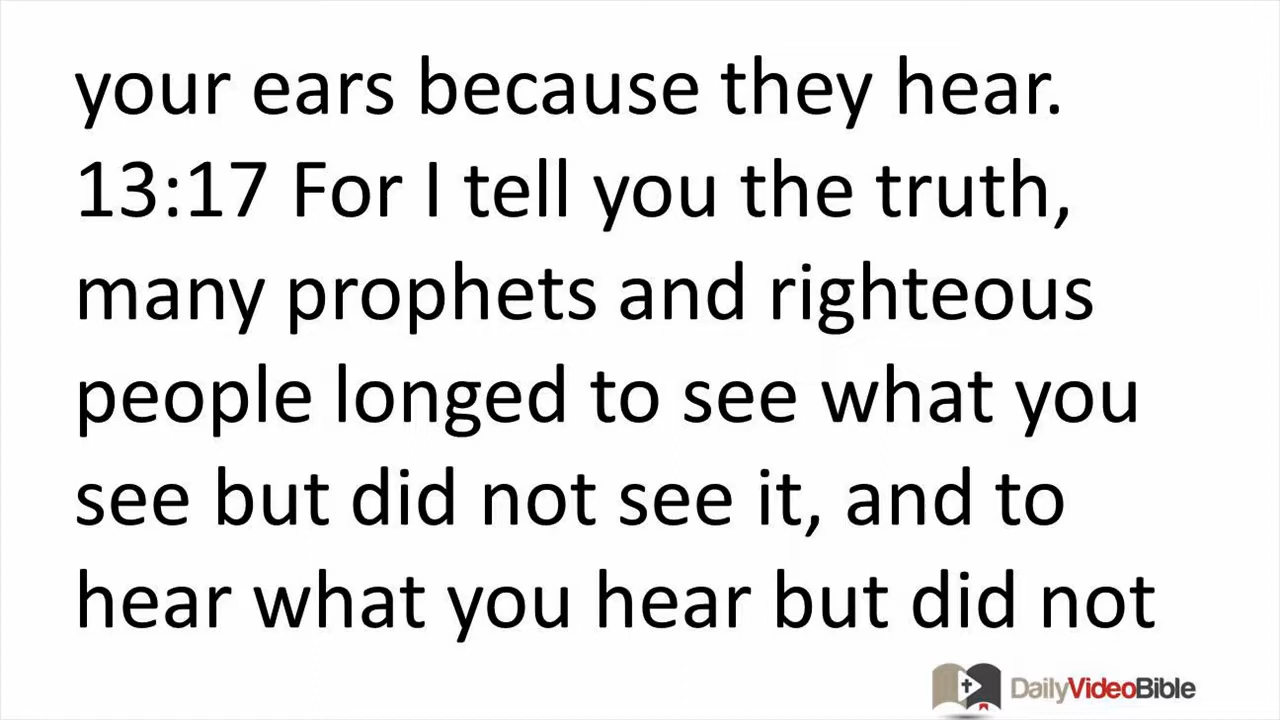 your ears because they hear.
13:17 For I tell you the truth,
many prophets and righteous
people longed to see what you
see but did not see it, and to
hear what you hear but did not
DailyVideoBible